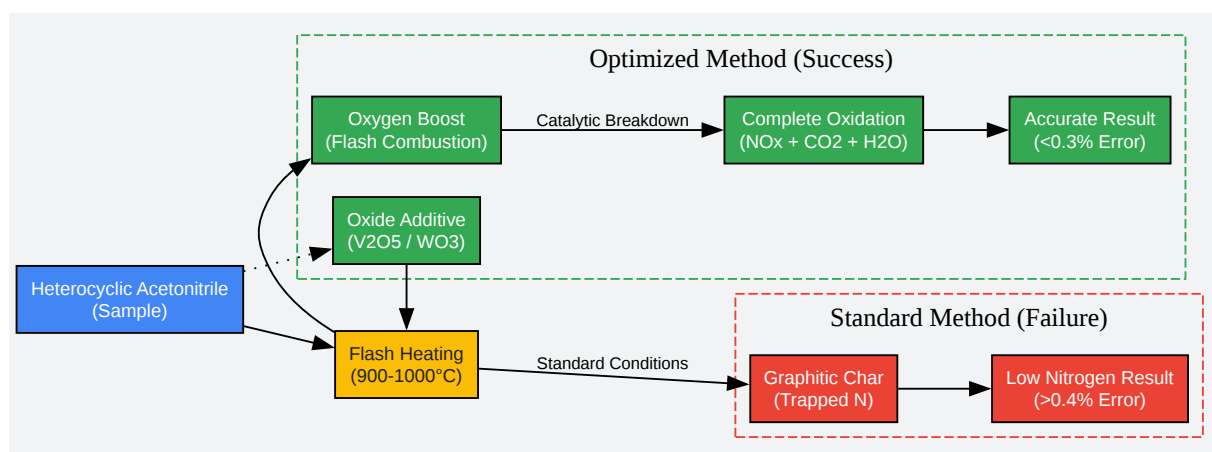 Optimized Method (Success)
Oxygen Boost
(Flash Combustion)
Catalytic Breakdown
Complete Oxidation
(NOx + CO2 + H2O)
Accurate Result
(<0.3% Error)
Oxide Additive
(V2O5 / WO3)
Heterocyclic Acetonitrile
(Sample)
Flash Heating
(900-1000°C)
Standard Conditions
Standard Method (Failure)
Graphitic Char
(Trapped N)
Low Nitrogen Result
(>0.4% Error)